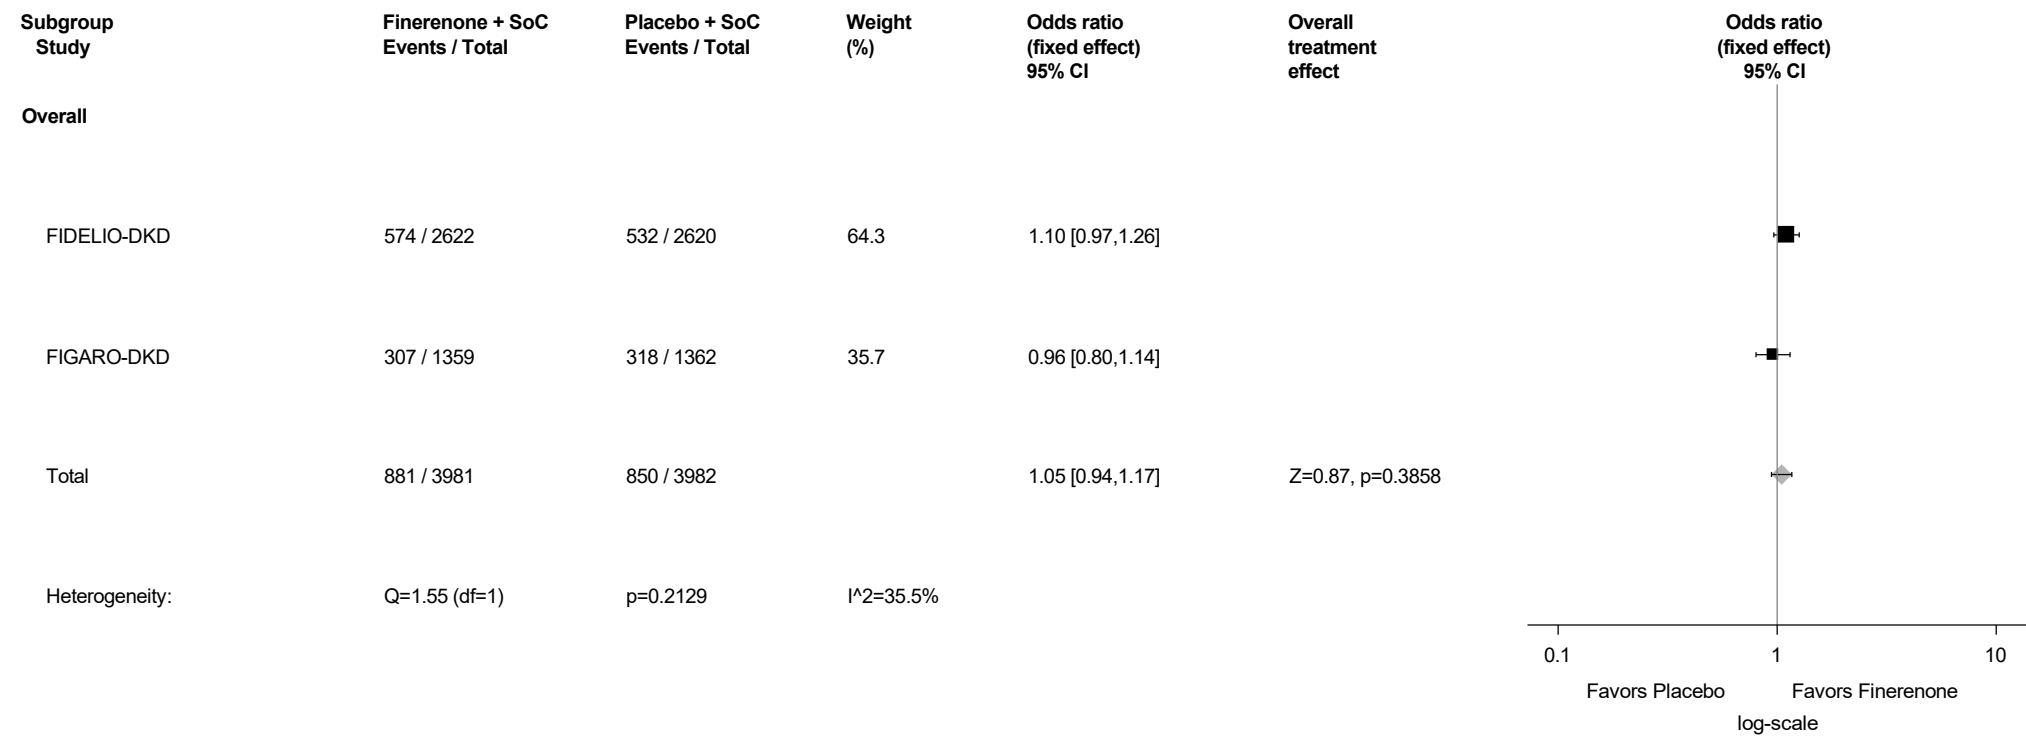 Subgroup Finerenone + SoC Placebo + SoC Weight Odds ratio Overall Odds ratio
Study Events / Total Events / Total (%) (fixed effect) treatment (fixed effect)
95% CI effect 95% CI
Overall
FIDELIO-DKD 574 / 2622 532 / 2620 64.3 1.10 [0.97,1.26]
FIGARO-DKD 307 / 1359 318 / 1362 35.7 0.96 [0.80,1.14]
Total 881 / 3981 850 / 3982 1.05 [0.94,1.17] Z=0.87, p=0.3858
Heterogeneity: Q=1.55 (df=1) p=0.2129 I^2=35.5%
0.1 1 10
Favors Placebo Favors Finerenone
log-scale